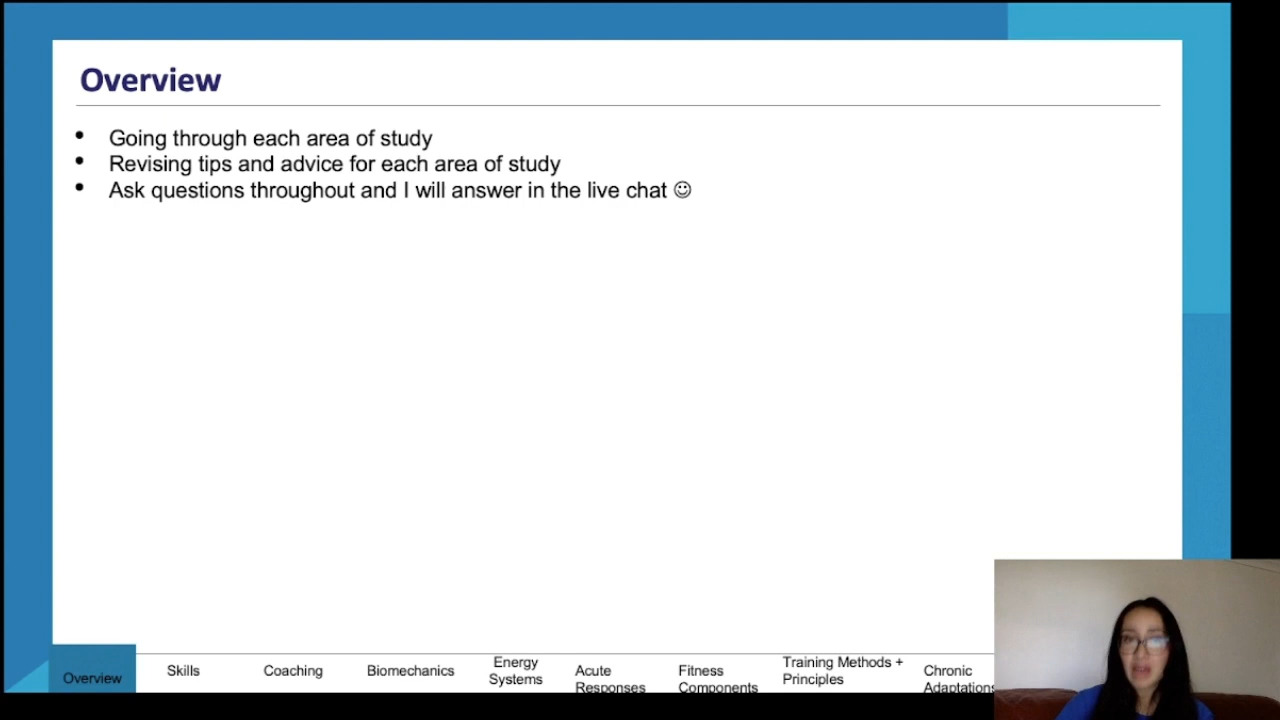 Overview
• Going through each area of study
• Revising tips and advice for each area of study
• Ask questions throughout and I will answer in the live chat ☺
Overview
Skills
Coaching
Biomechanics
Energy
Systems
Acute
Responses
Fitness
Components
Training Methods +
Principles
Chronic
Adaptations